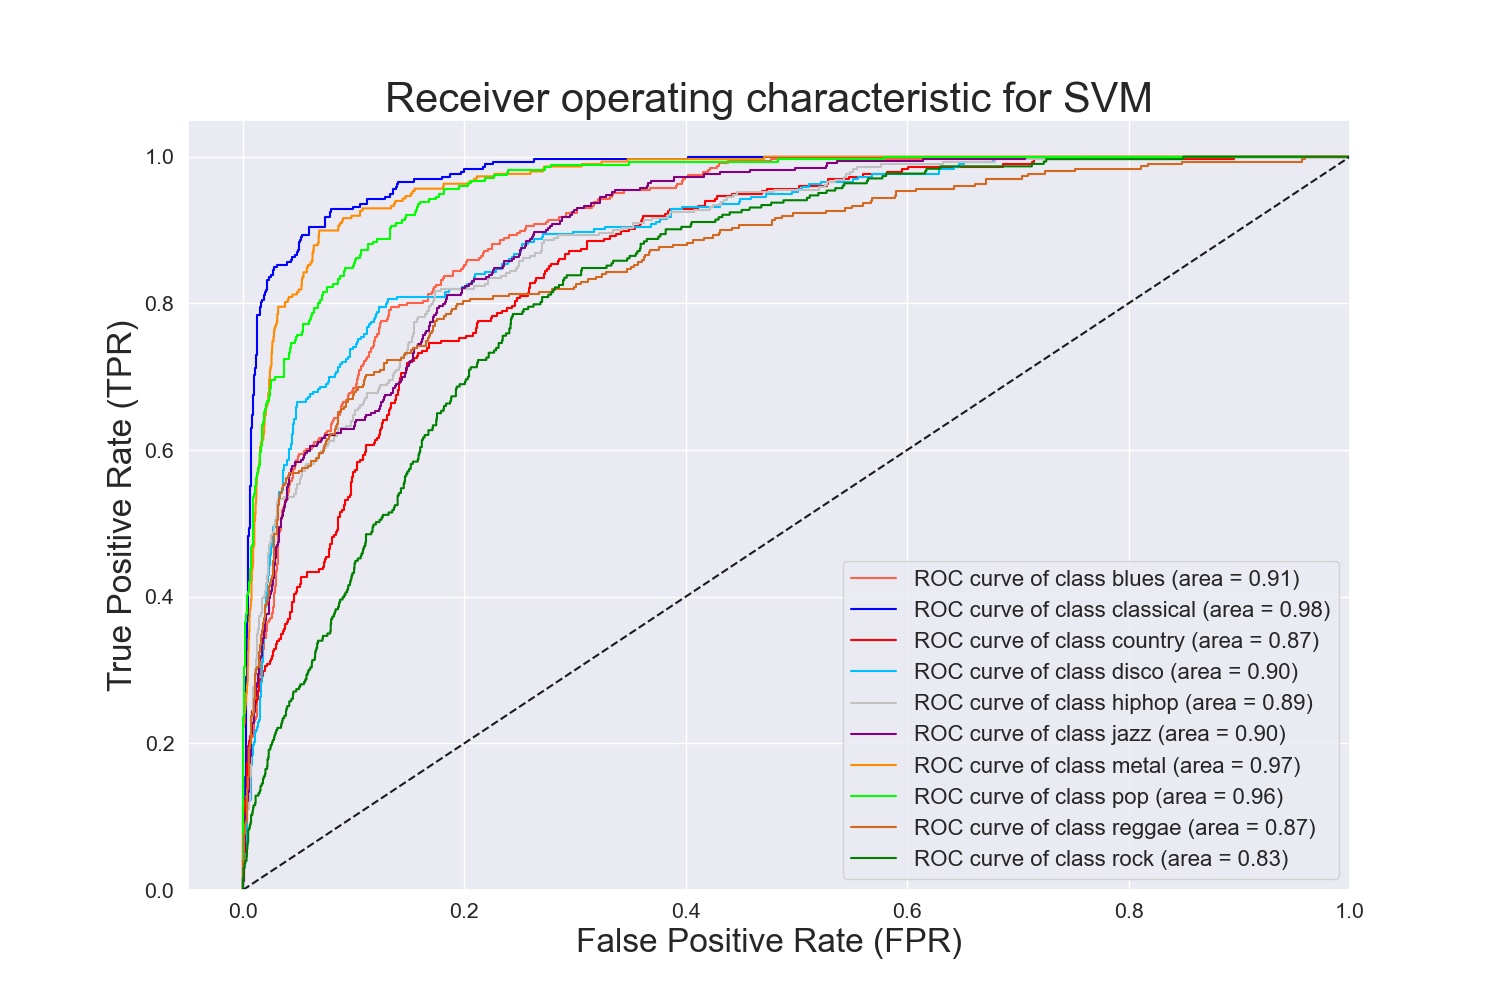 Receiver operating characteristic for SVM
True Positive Rate (TPR)
1.0
0.8
0.6
0.4
0.2
0.0
ROC curve of class blues (area = 0.91)
ROC curve of class classical (area = 0.98)
ROC curve of class country (area = 0.87)
ROC curve of class disco (area = 0.90)
ROC curve of class hiphop (area = 0.89)
ROC curve of class jazz (area = 0.90)
ROC curve of class metal (area = 0.97)
ROC curve of class pop (area = 0.96)
ROC curve of class reggae (area = 0.87)
ROC curve of class rock (area = 0.83)
0.0 0.2 0.4 0.6 0.8 1.0
False Positive Rate (FPR)